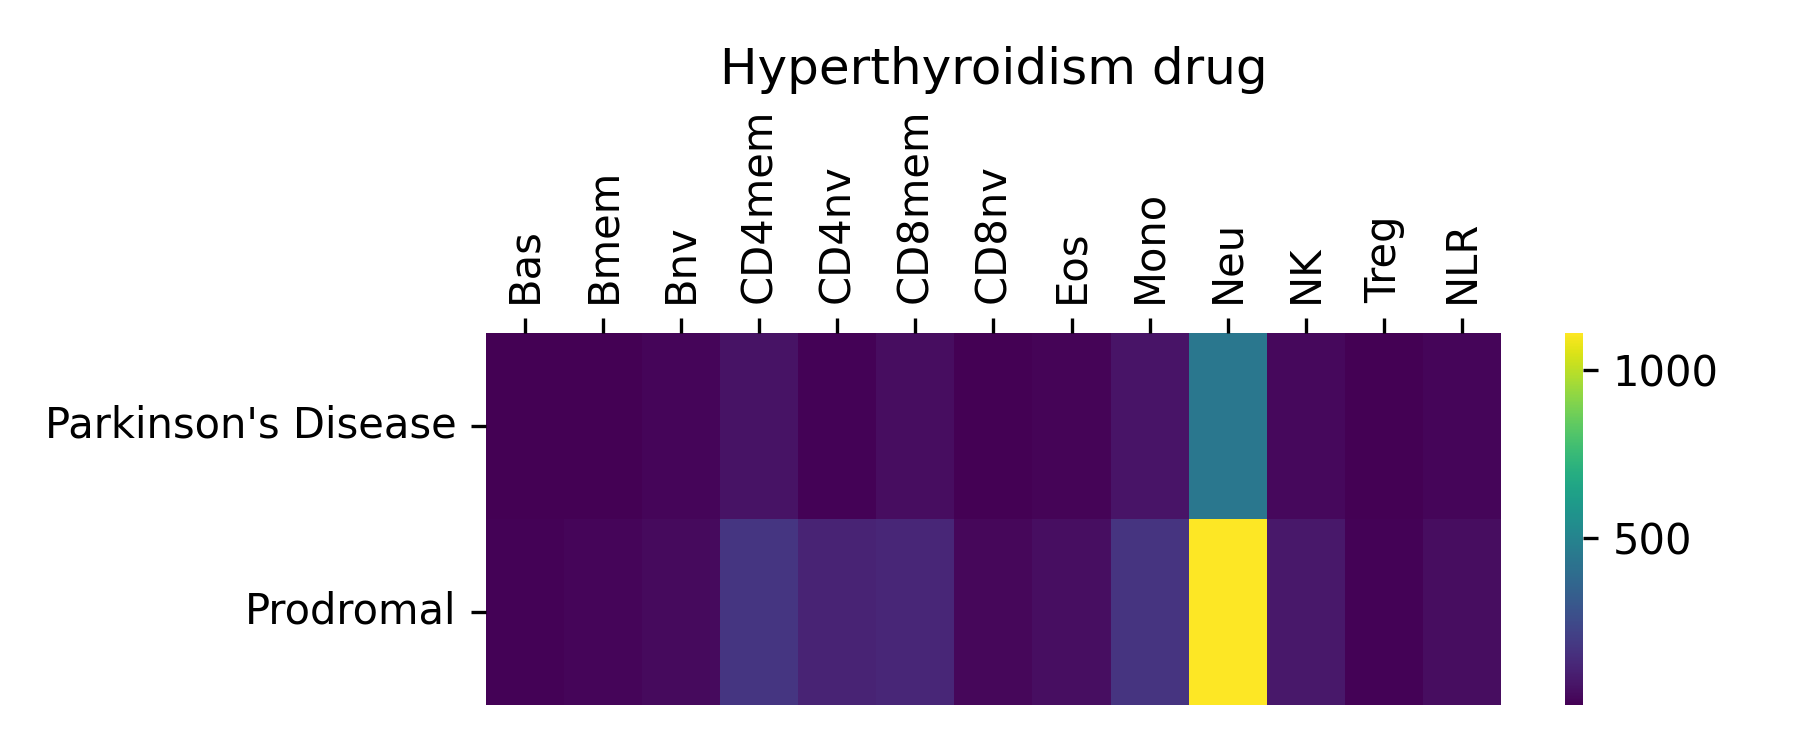 Hyperthyroidism drug
Bas
Bmem
Bnv
CD4mem
CD4nv
CD8mem
CD8nv
Eos
Mono
Neu
NK
Treg
NLR
Parkinson's Disease
Prodromal
1000
500